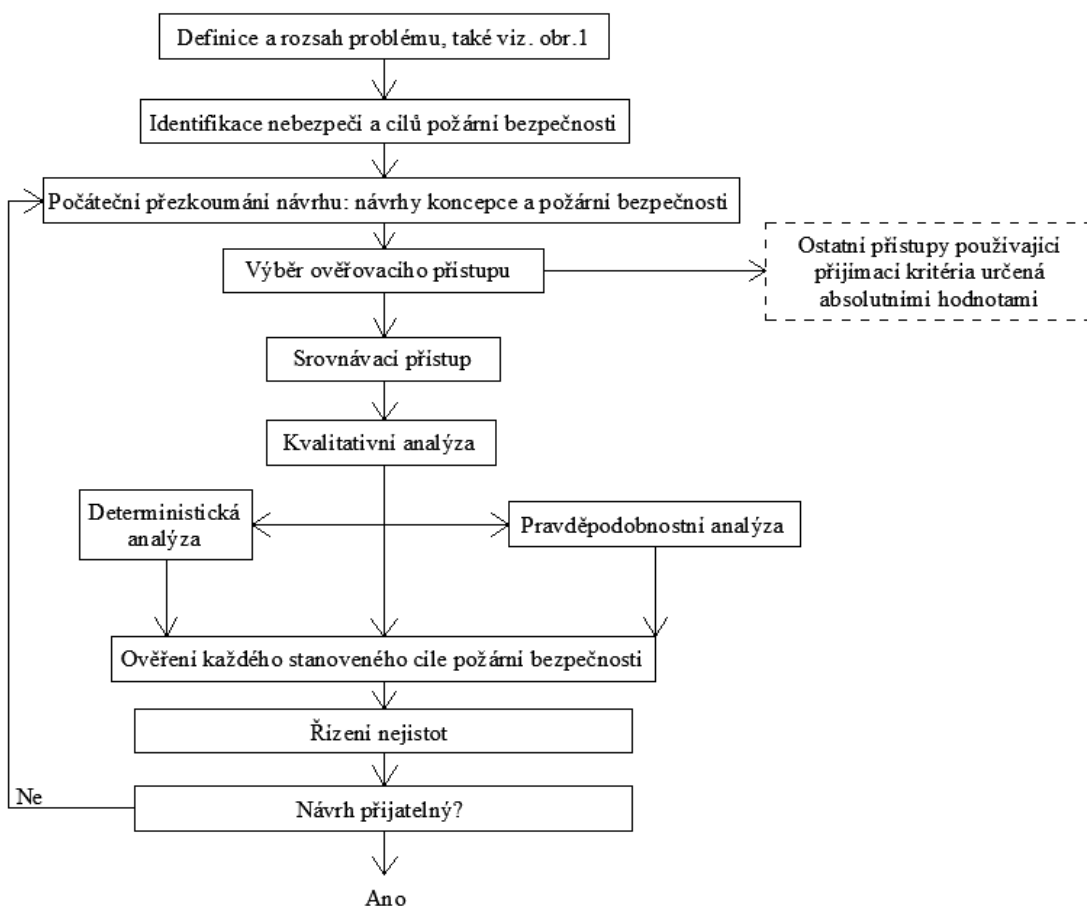 Definice a rozsah problému, také viz. obr.1
Identifikace nebezpečí a cílů požární bezpečnosti
Počáteční přezkoumání návrhu: návrhy koncepce a požární bezpečnosti
Výběr ověřovacího přístupu
Ostatní přístupy používající
přijímací kritéria určená
absolutními hodnotami
Srovnávací přístup
Kvalitativní analýza
Deterministická
analýza
Pravděpodobnostní analýza
Ověření každého stanoveného cíle požární bezpečnosti
Řízení nejistot
Ne
Návrh přijatelný?
Ano